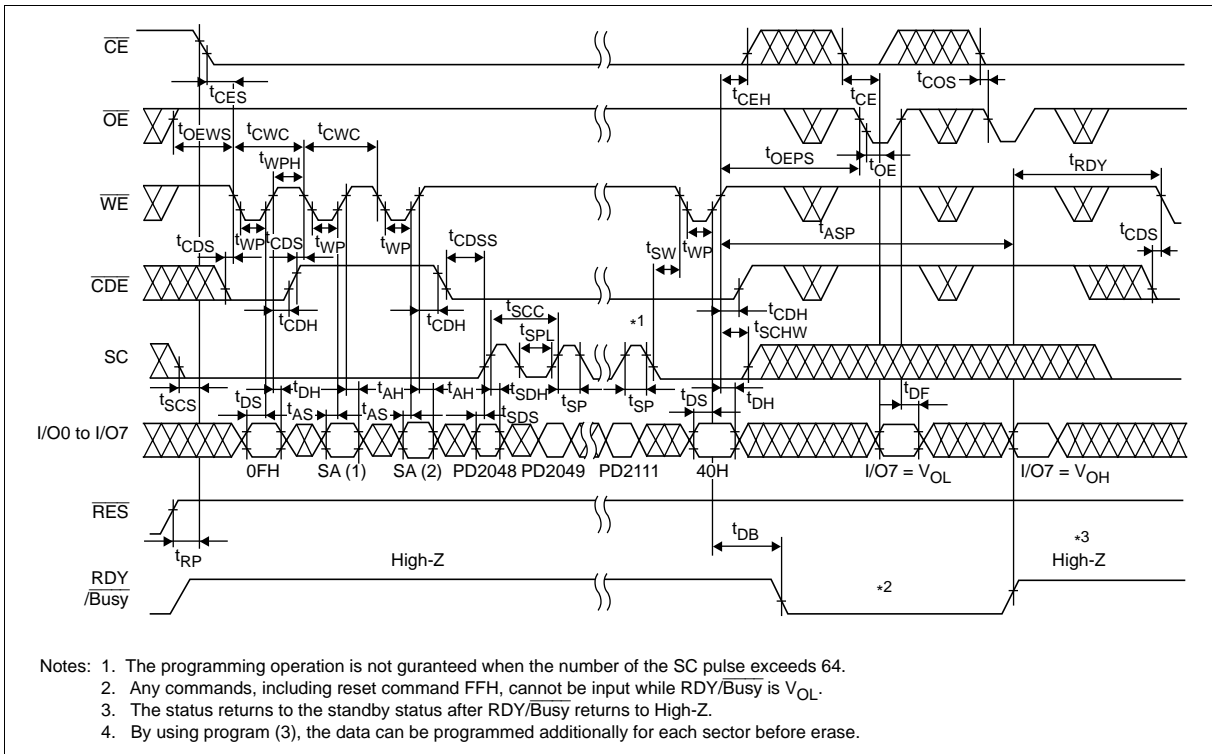 CE
tCES
tCEH
tCE
tCOS
OE
tOEWS
tCWC
tCWC
tWPH
tOEPS
tOE
tRDY
WE
tCDS
tWP
tCDS
tWP
tWP
tCDSS
tSW
tWP
tASP
tCDS
CDE
tCDH
tCDH
tSCC
tSPL
*1
tCDH
tSCHW
SC
tSCS
tDS
tDH
tAS
tAH
tAS
tAH
tSDH
tSDS
tSP
tSP
tDS
tDH
tDF
I/O0 to I/O7
0FH
SA (1)
SA (2)
PD2048
PD2049
PD2111
40H
I/O7 = VOL
I/O7 = VOH
RES
tRP
High-Z
tDB
*3
High-Z
RDY
/Busy
*2
Notes: 1. The programming operation is not guranteed when the number of the SC pulse exceeds 64.
2. Any commands, including reset command FFH, cannot be input while RDY/Busy is VOL.
3. The status returns to the standby status after RDY/Busy returns to High-Z.
4. By using program (3), the data can be programmed additionally for each sector before erase.